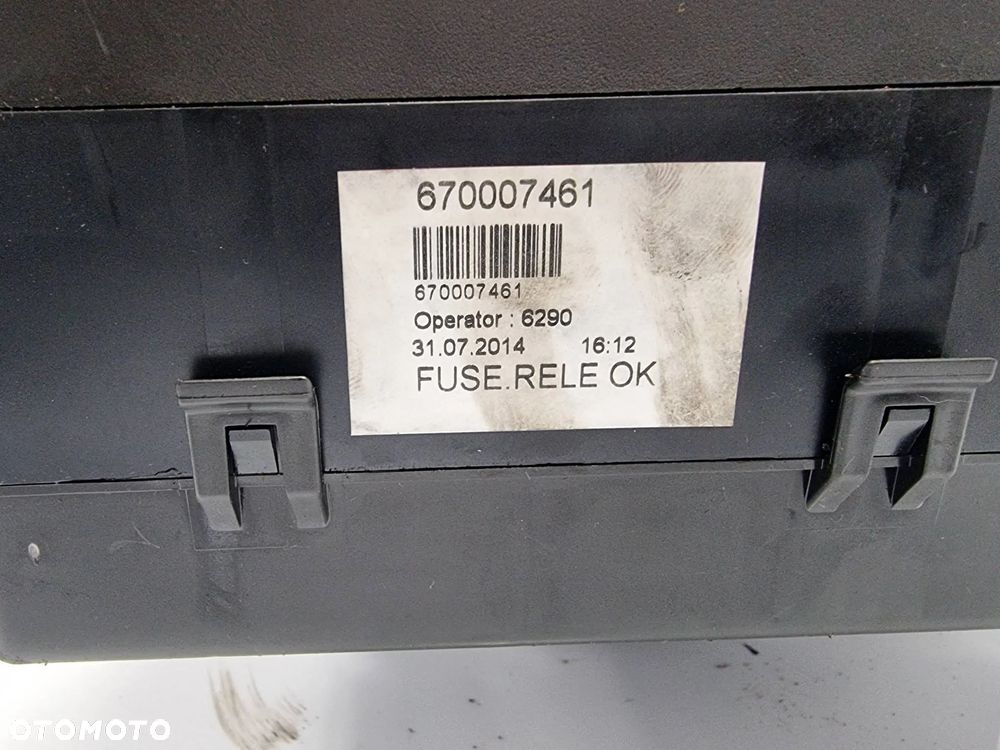 670007461
670007461
Operator : 6290
31.07.2014 16:12
FUSE.RELE OK
OTOMOTO